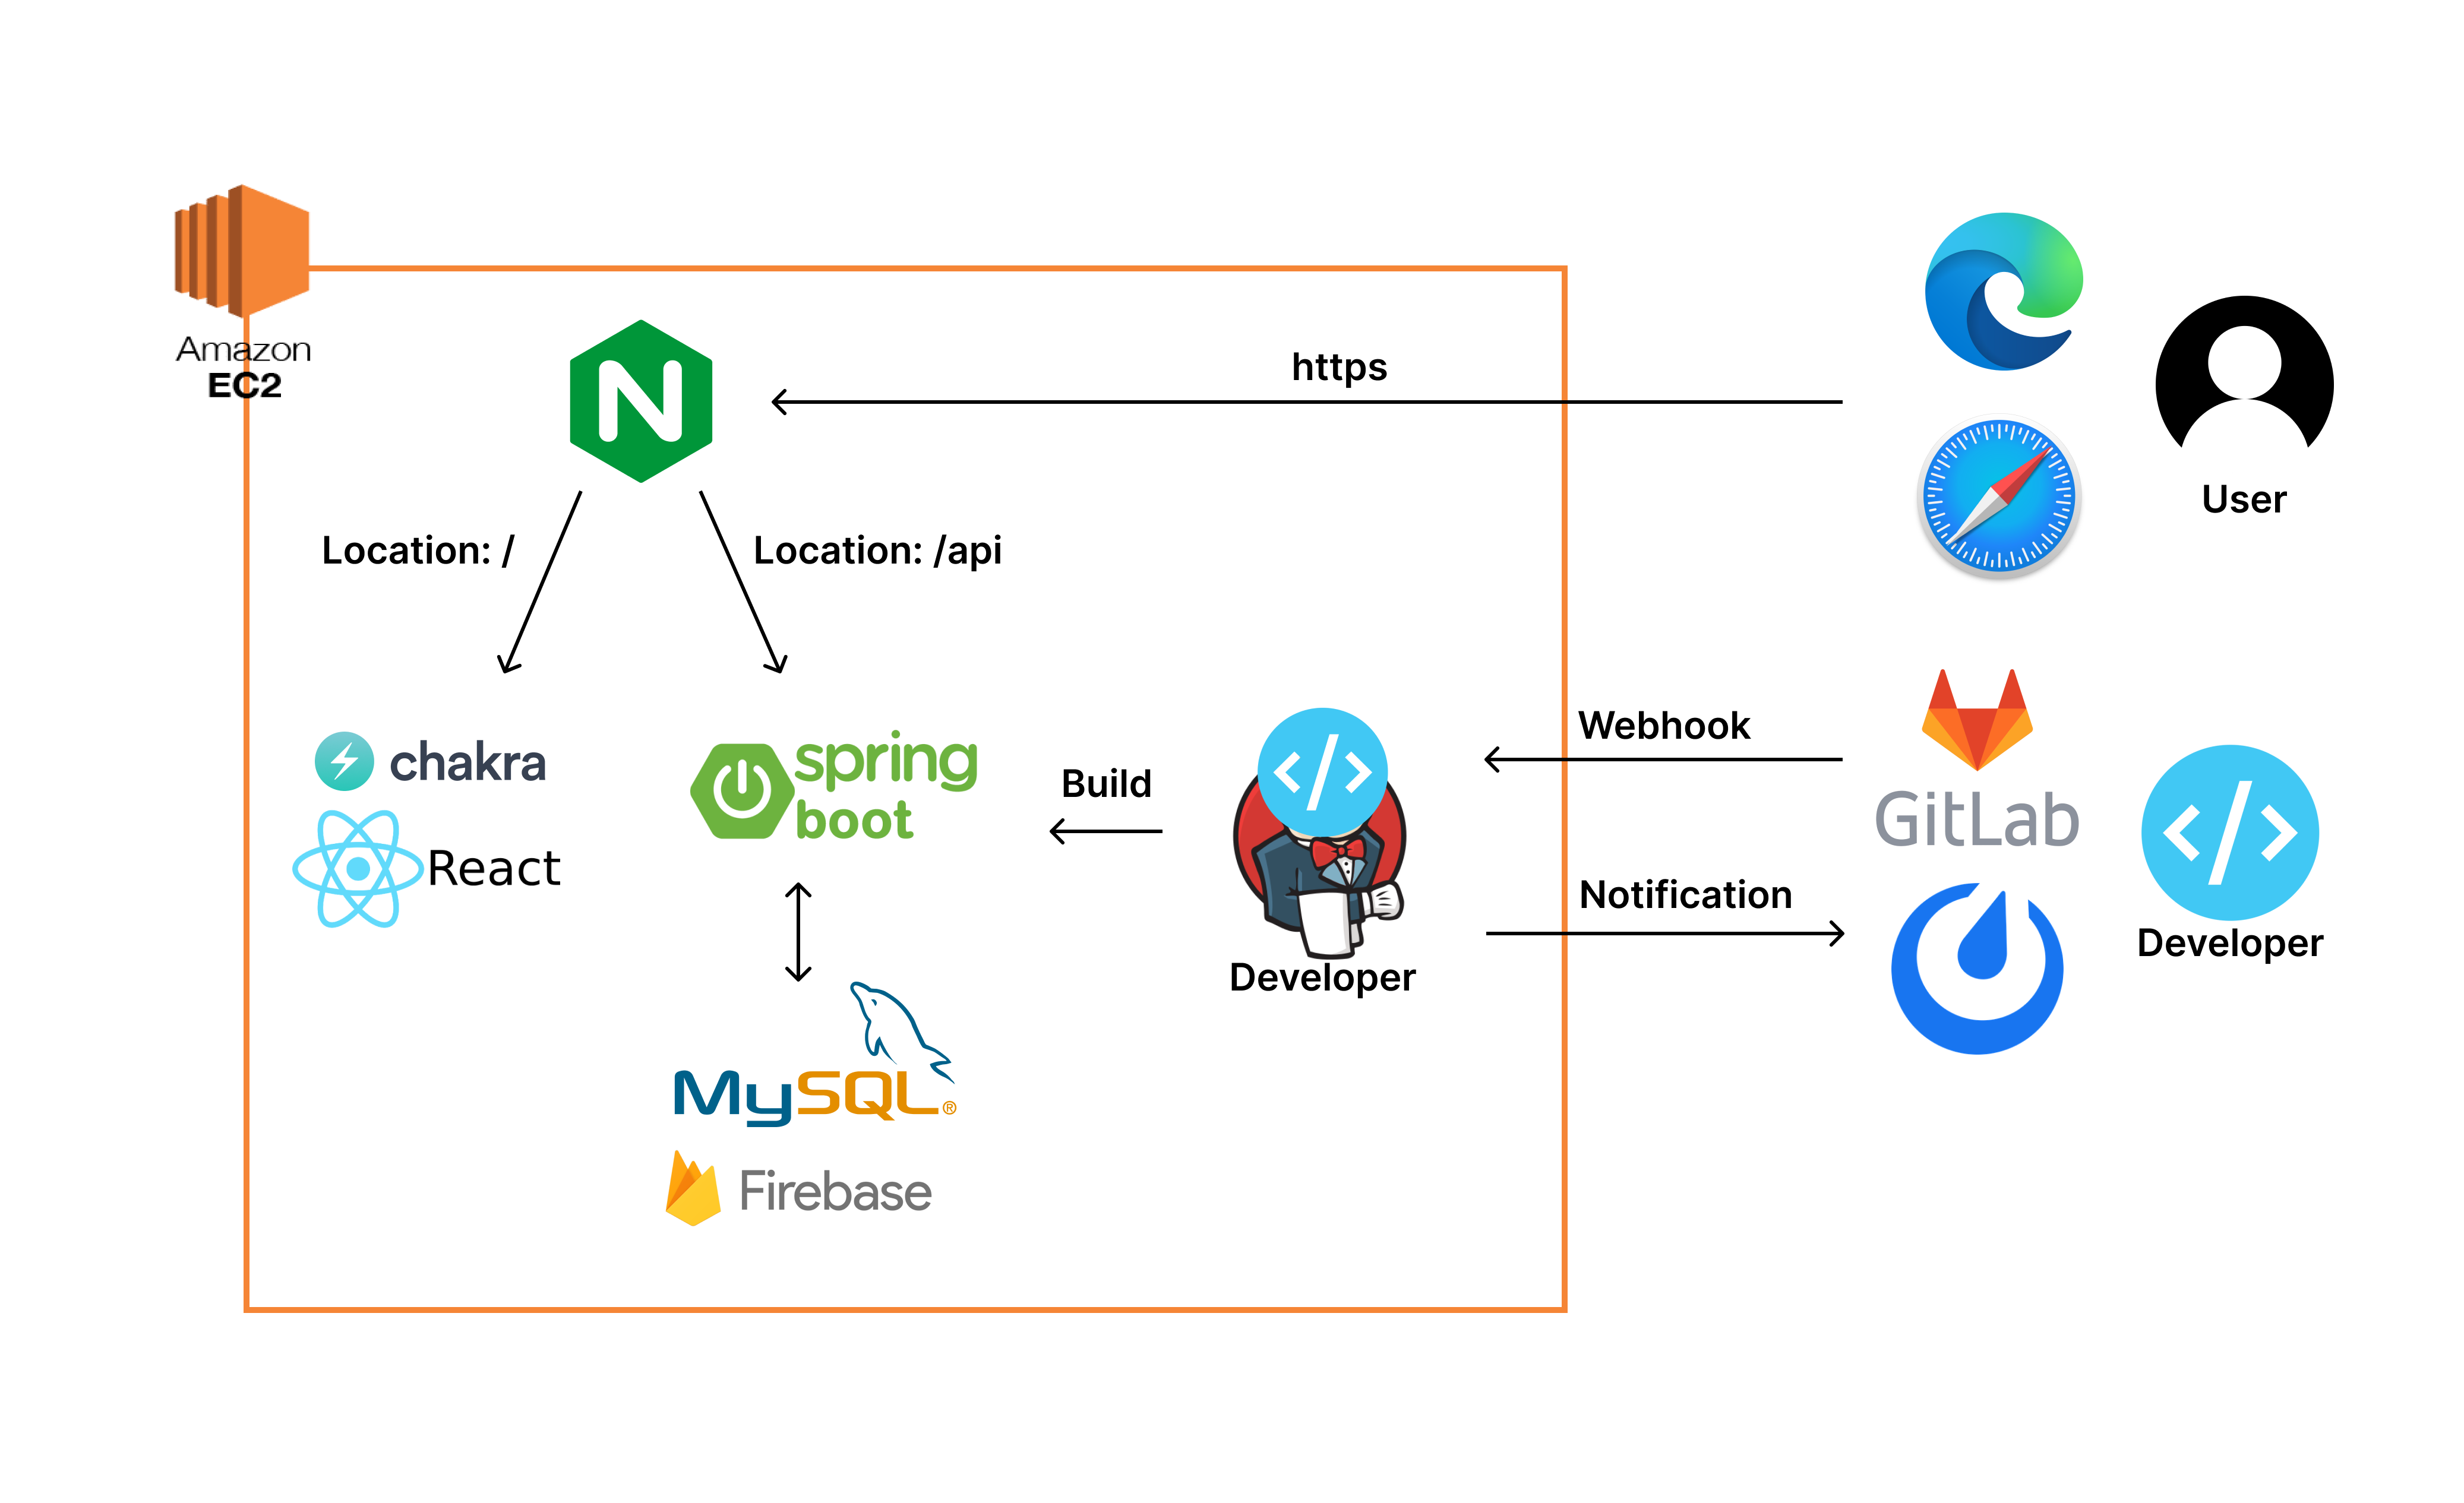 Amazon
EC2
https
User
Location: /
Location: /api
chakra
React
spring
boot
Build
Developer
Webhook
GitLab
Notification
Developer
MySQL®
Firebase